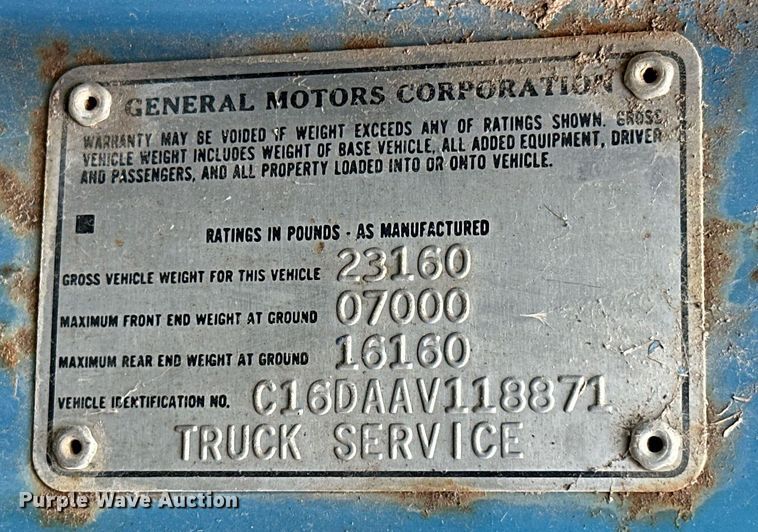 GENERAL MOTORS CORPORATION
WARRANTY MAY BE VOIDED IF WEIGHT EXCEEDS ANY OF RATINGS SHOWN. GROSS
VEHICLE WEIGHT INCLUDES WEIGHT OF BASE VEHICLE, ALL ADDED EQUIPMENT, DRIVER
AND PASSENGERS, AND ALL PROPERTY LOADED INTO OR ONTO VEHICLE.
RATINGS IN POUNDS - AS MANUFACTURED
GROSS VEHICLE WEIGHT FOR THIS VEHICLE 23160
MAXIMUM FRONT END WEIGHT AT GROUND 07000
MAXIMUM REAR END WEIGHT AT GROUND 16160
VEHICLE IDENTIFICATION NO. C16DAAV118871
TRUCK SERVICE
Purple Wave Auction